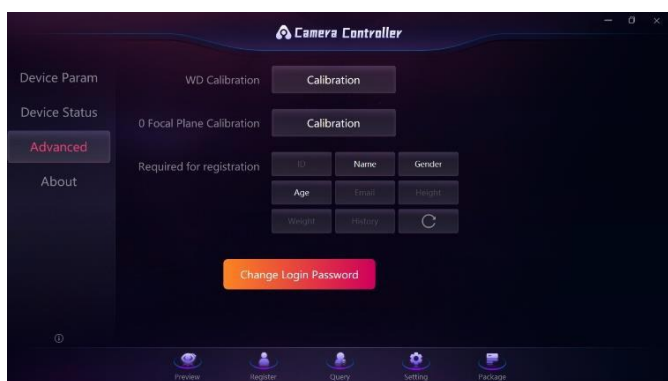 Camera Controller
Device Param
Device Status
Advanced
About
WD Calibration Calibration
0 Focal Plane Calibration Calibration
Required for registration ID Name Gender
Age Email Height
Weight History
Change Login Password
Preview Register Query Setting Package